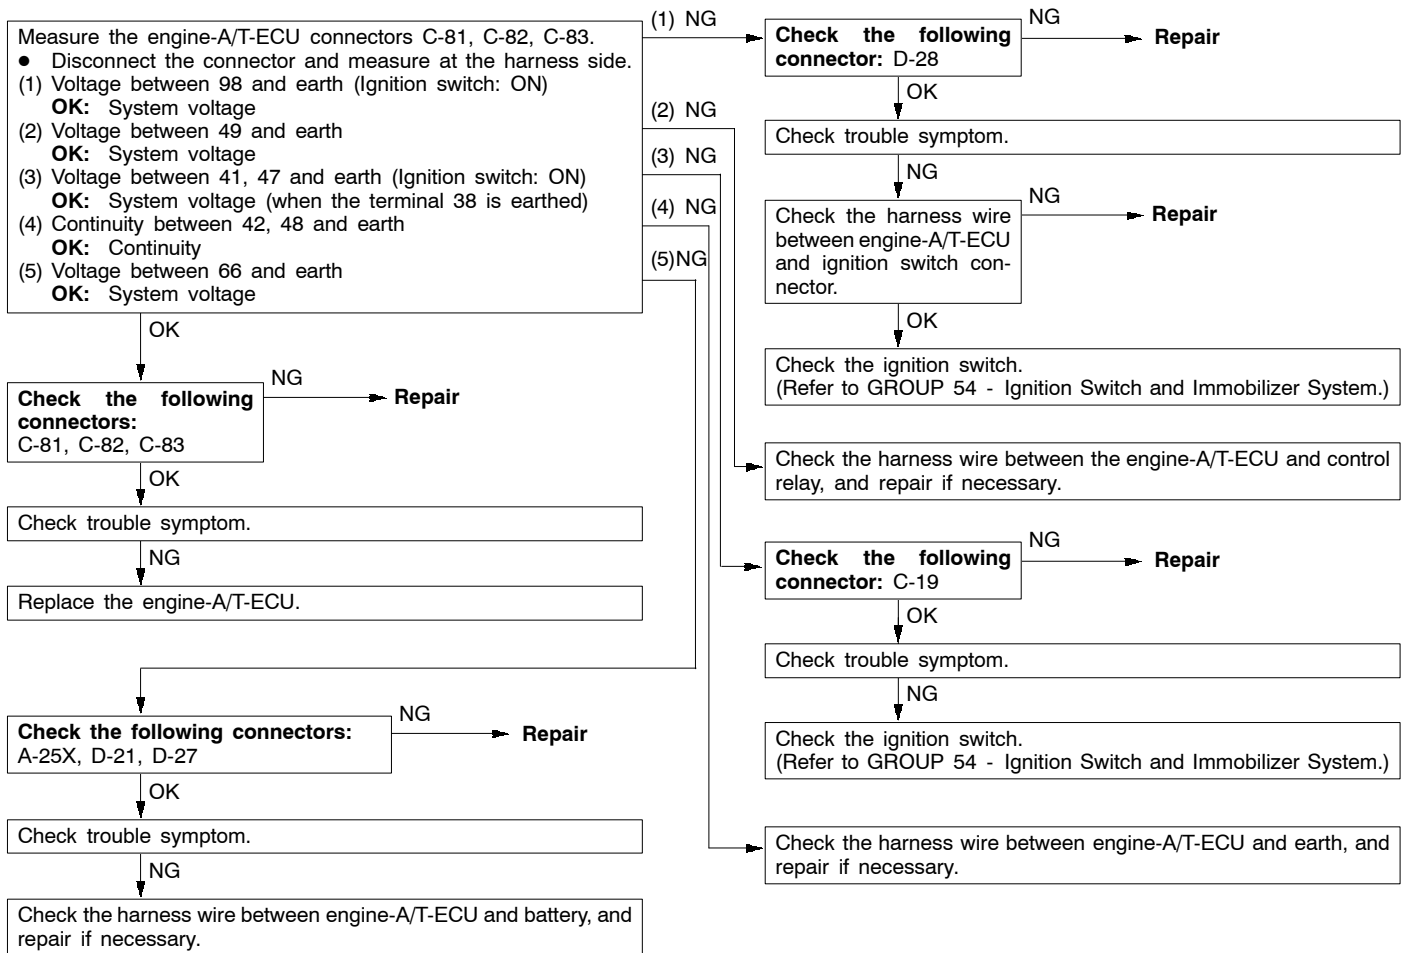 Measure the engine-A/T-ECU connectors C-81, C-82, C-83.
● Disconnect the connector and measure at the harness side.
(1) Voltage between 98 and earth (Ignition switch: ON)
OK: System voltage
(2) Voltage between 49 and earth
OK: System voltage
(3) Voltage between 41, 47 and earth (Ignition switch: ON)
OK: System voltage (when the terminal 38 is earthed)
(4) Continuity between 42, 48 and earth
OK: Continuity
(5) Voltage between 66 and earth
OK: System voltage
OK
Check the following
connectors:
C-81, C-82, C-83
NG
Repair
OK
Check trouble symptom.
NG
Replace the engine-A/T-ECU.
(1) NG
Check the following
connector: D-28
NG
Repair
OK
Check trouble symptom.
NG
Check the harness wire
between engine-A/T-ECU
and ignition switch con-
nector.
NG
Repair
OK
Check the ignition switch.
(Refer to GROUP 54 - Ignition Switch and Immobilizer System.)
(2) NG
Check the harness wire between the engine-A/T-ECU and control
relay, and repair if necessary.
(3) NG
Check the following
connector: C-19
NG
Repair
OK
Check trouble symptom.
NG
Check the ignition switch.
(Refer to GROUP 54 - Ignition Switch and Immobilizer System.)
(4) NG
Check the harness wire between engine-A/T-ECU and earth, and
repair if necessary.
(5)NG
Check the following connectors:
A-25X, D-21, D-27
NG
Repair
OK
Check trouble symptom.
NG
Check the harness wire between engine-A/T-ECU and battery, and
repair if necessary.